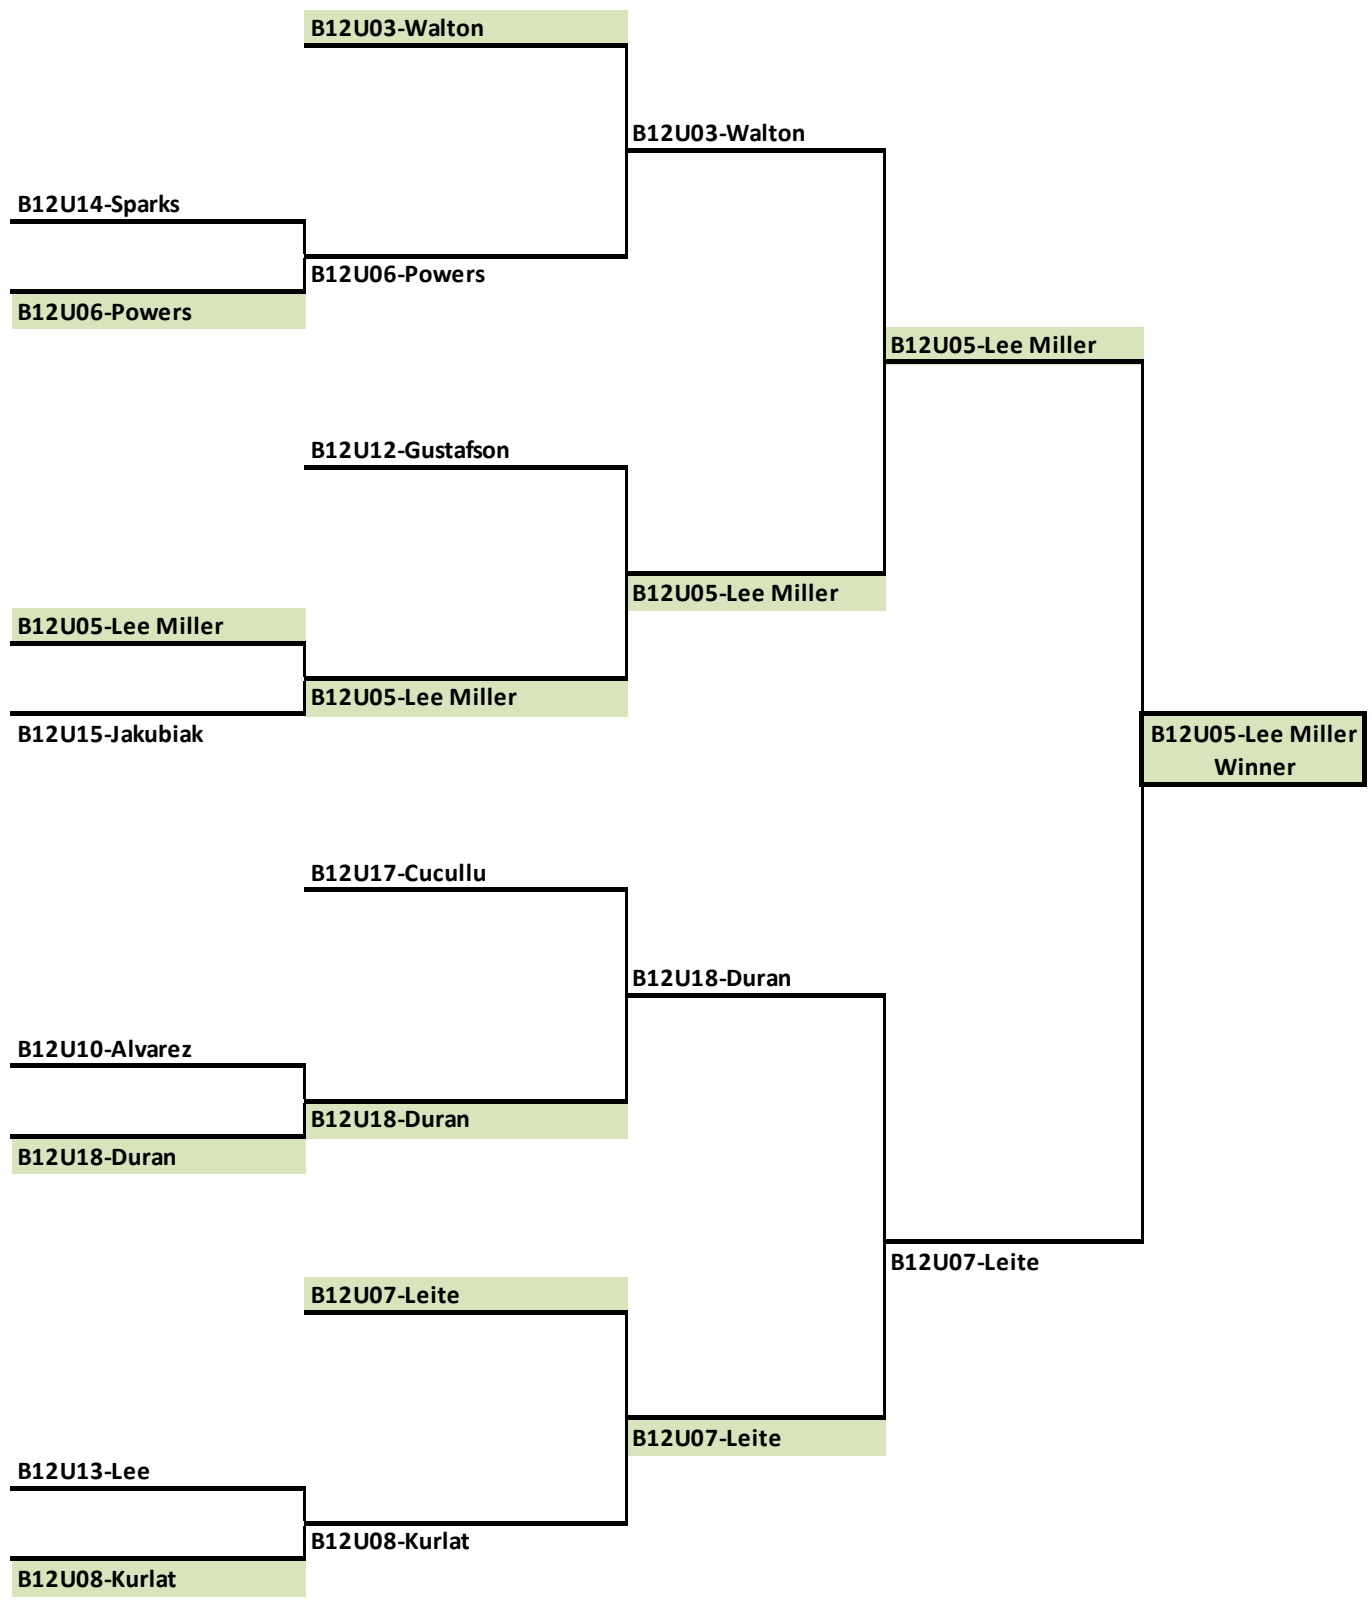 B12U03-Walton
B12U03-Walton
B12U14-Sparks
B12U06-Powers
B12U06-Powers
B12U05-Lee Miller
B12U12-Gustafson
B12U05-Lee Miller
B12U05-Lee Miller
B12U05-Lee Miller
B12U15-Jakubiak
B12U05-Lee Miller
Winner
B12U17-Cucullu
B12U18-Duran
B12U10-Alvarez
B12U18-Duran
B12U18-Duran
B12U07-Leite
B12U07-Leite
B12U07-Leite
B12U13-Lee
B12U08-Kurlat
B12U08-Kurlat